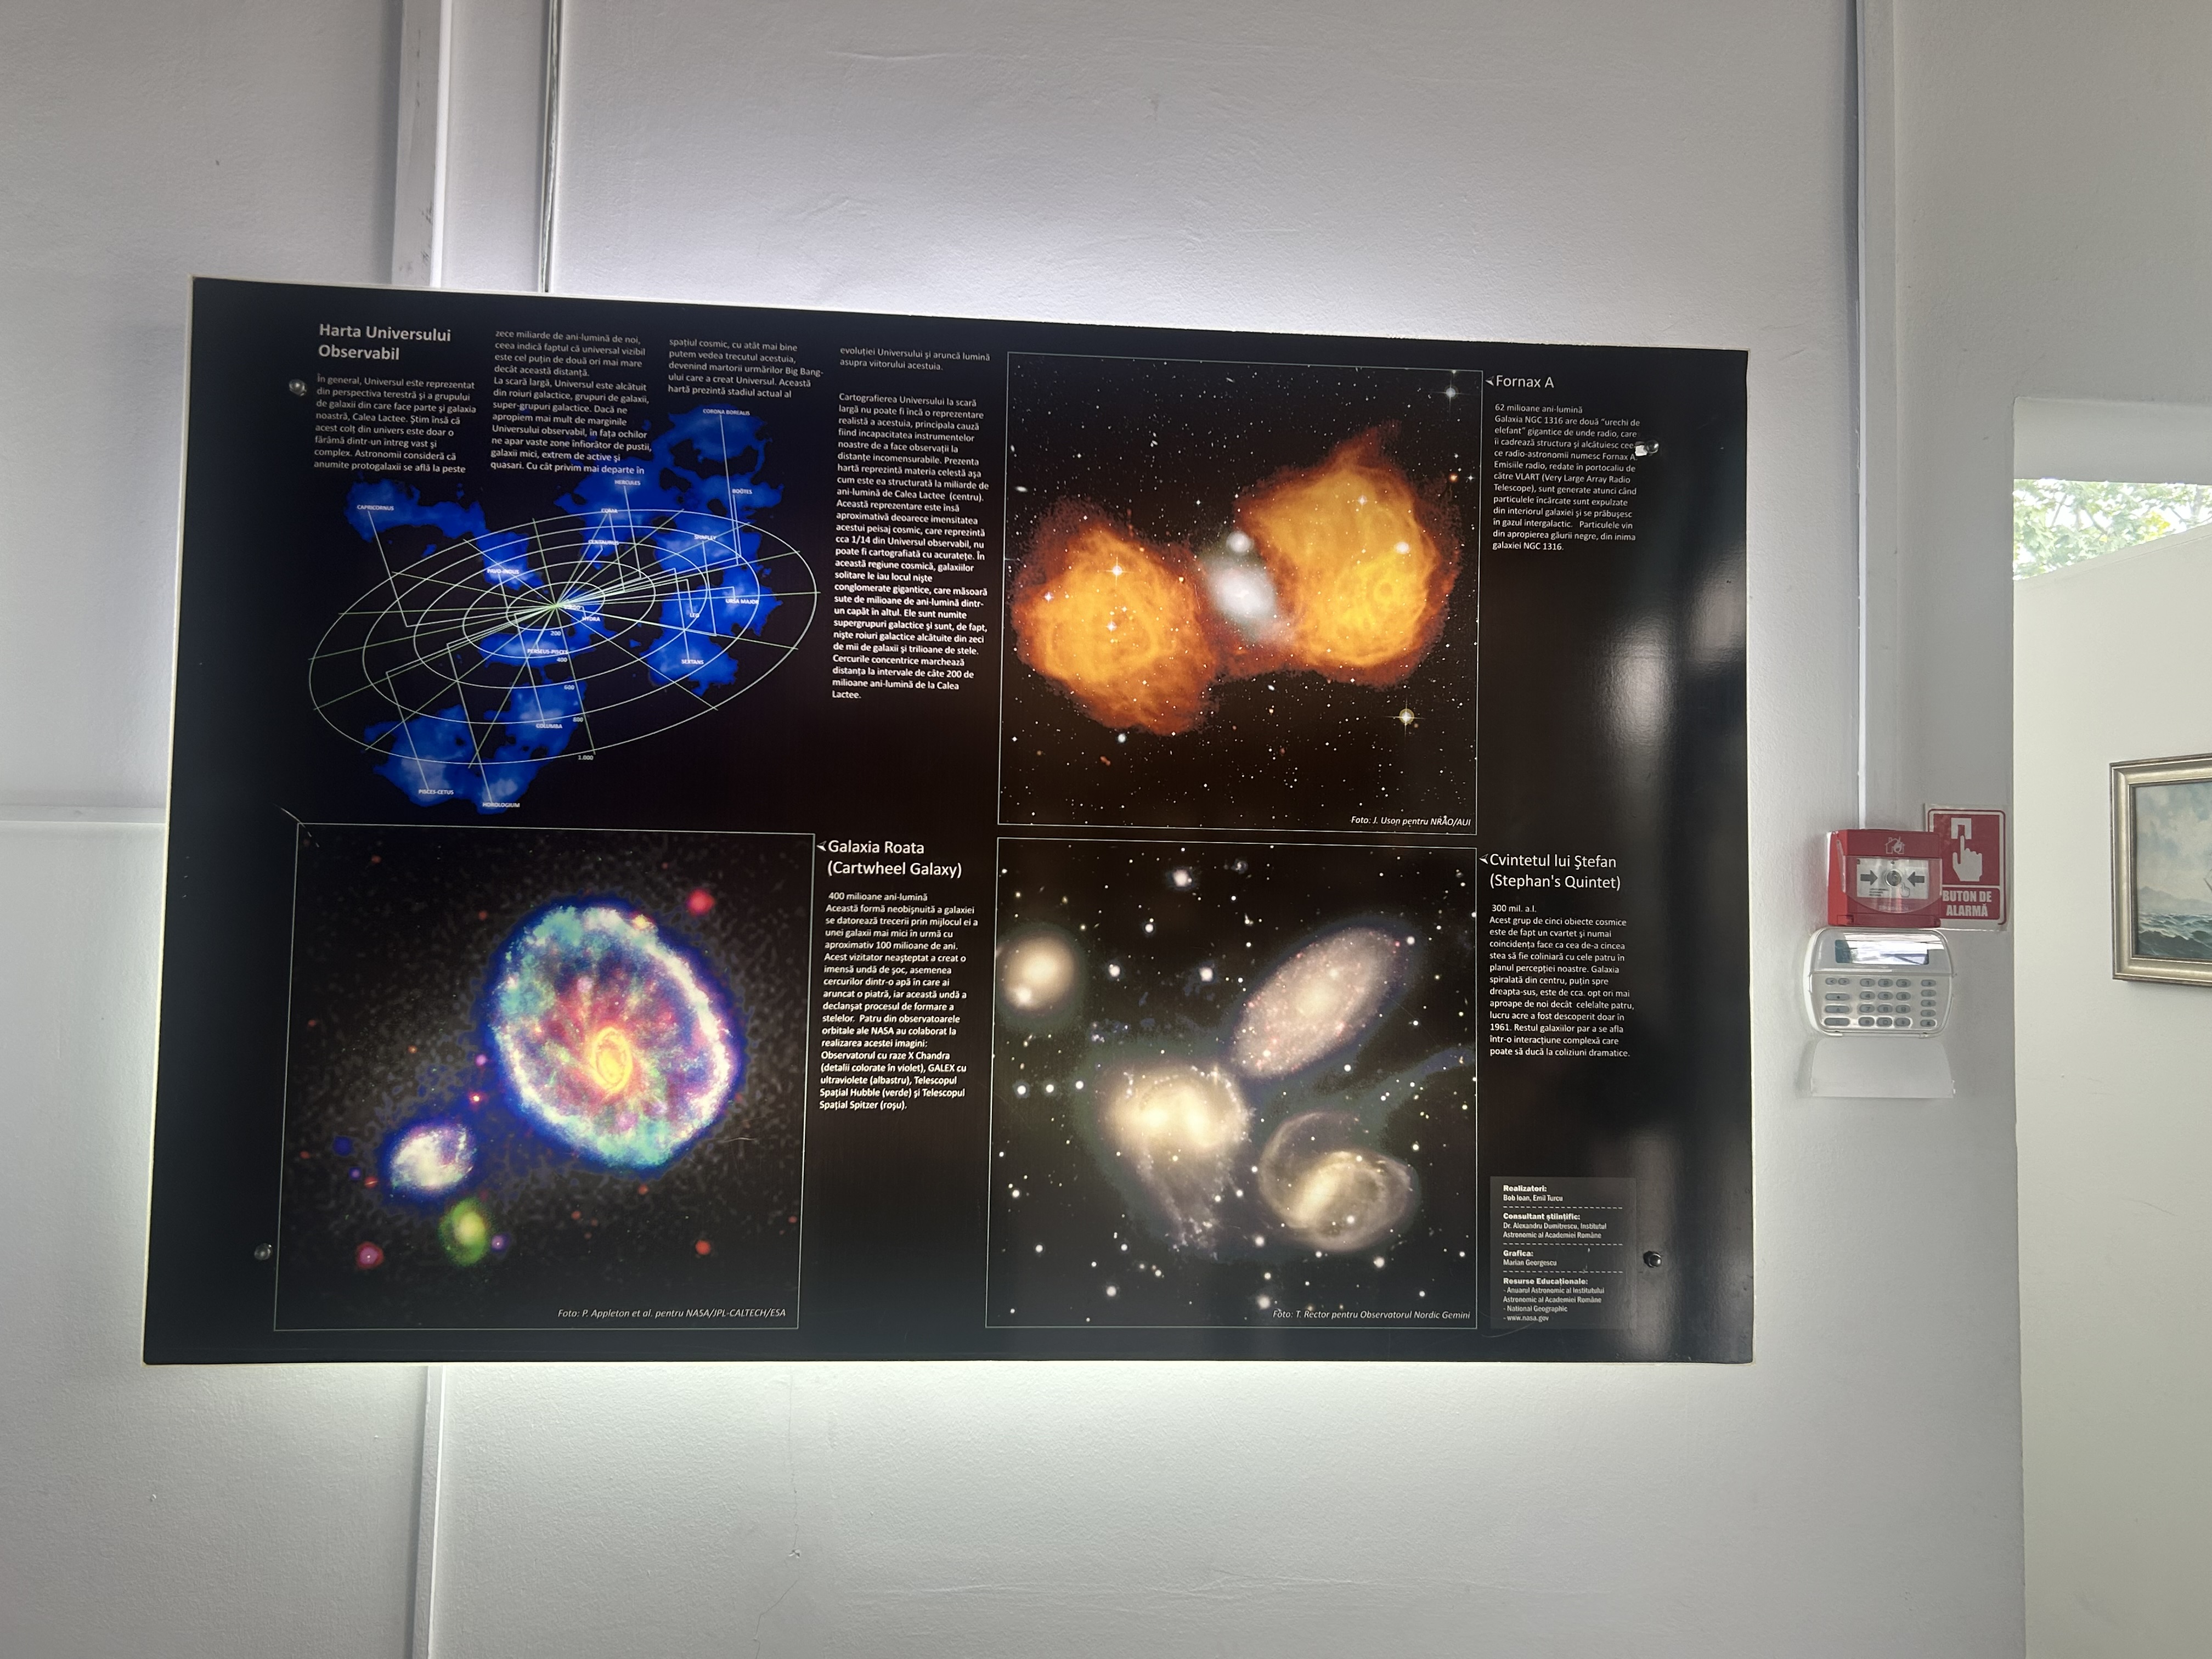 Harta Universului
Observabil
În general, Universul este reprezentat
din perspectiva terestră şi a grupului
de galaxii din care face parte şi galaxia
noastră, Calea Lactee. Ştim însă că
acest colţ din univers este doar o
fărâmă dintr-un întreg vast şi
complex. Astronomii consideră că
anumite protogalaxii se află la peste
zece miliarde de ani-lumină de noi,
ceea indică faptul că universal vizibil
este cel puţin de două ori mai mare
decât această distanţă.
La scară largă, Universul este alcătuit
din roiuri galactice, grupuri de galaxii,
super-grupuri galactice. Dacă ne
apropiem mai mult de marginile
Universului observabil, în faţa ochilor
ne apar vaste zone înfiorător de pustii,
galaxii mici, extrem de active şi
quasari. Cu cât privim mai departe în
spaţiul cosmic, cu atât mai bine
putem vedea trecutul acestuia,
devenind martorii urmărilor Big Bang-
ului care a creat Universul. Această
hartă prezintă stadiul actual al
evoluţiei Universului şi aruncă lumină
asupra viitorului acestuia.
Cartografierea Universului la scară
largă nu poate fi încă o reprezentare
realistă a acestuia, principala cauză
fiind incapacitatea instrumentelor
noastre de a face observaţii la
distanţe incomensurabile. Prezenta
hartă reprezintă materia celestă aşa
cum este ea structurată la miliarde de
ani-lumină de Calea Lactee (centru).
Această reprezentare este însă
aproximativă deoarece imensitatea
acestui peisaj cosmic, care reprezintă
cca 1/14 din Universul observabil, nu
poate fi cartografiată cu acurateţe. În
această regiune cosmică, galaxiilor
solitare le iau locul nişte
conglomerate gigantice, care măsoară
sute de milioane de ani-lumină dintr-
un capăt în altul. Ele sunt numite
supergrupuri galactice şi sunt, de fapt,
nişte roiuri galactice alcătuite din zeci
de mii de galaxii şi trilioane de stele.
Cercurile concentrice marchează
distanţa la intervale de câte 200 de
milioane ani-lumină de la Calea
Lactee.
CORONA BOREALIS
HERCULES
BOÖTES
CAPRICORNUS
COMA
CENTAURUS
SHAPLEY
PAVO-INDUS
URSA MAJOR
VIRGO
LEO
HYDRA
200
PERSEUS-PISCES
400
SEXTANS
600
800
COLUMBA
1.000
PISCES-CETUS
HOROLOGIUM
Fornax A
62 milioane ani-lumină
Galaxia NGC 1316 are două “urechi de
elefant” gigantice de unde radio, care
îi cadrează structura şi alcătuiesc ceea
ce radio-astronomii numesc Fornax A.
Emisiile radio, redate în portocaliu de
către VLART (Very Large Array Radio
Telescope), sunt generate atunci când
particulele încărcate sunt expulzate
din interiorul galaxiei şi se prăbuşesc
în gazul intergalactic. Particulele vin
din apropierea găurii negre, din inima
galaxiei NGC 1316.
Foto: J. Uson pentru NRAO/AUI
Galaxia Roata
(Cartwheel Galaxy)
400 milioane ani-lumină
Această formă neobişnuită a galaxiei
se datorează trecerii prin mijlocul ei a
unei galaxii mai mici în urmă cu
aproximativ 100 milioane de ani.
Acest vizitator neaşteptat a creat o
imensă undă de şoc, asemenea
cercurilor dintr-o apă în care ai
aruncat o piatră, iar această undă a
declanşat procesul de formare a
stelelor. Patru din observatoarele
orbitale ale NASA au colaborat la
realizarea acestei imagini:
Observatorul cu raze X Chandra
(detalii colorate în violet), GALEX cu
ultraviolete (albastru), Telescopul
Spaţial Hubble (verde) şi Telescopul
Spaţial Spitzer (roşu).
Foto: P. Appleton et al. pentru NASA/JPL-CALTECH/ESA
Cvintetul lui Ştefan
(Stephan's Quintet)
300 mil. a.l.
Acest grup de cinci obiecte cosmice
este de fapt un cvartet şi numai
coincidenţa face ca cea de-a cincea
stea să fie coliniară cu cele patru în
planul percepţiei noastre. Galaxia
spiralată din centru, puţin spre
dreapta-sus, este de cca. opt ori mai
aproape de noi decât celelalte patru,
lucru acre a fost descoperit doar în
1961. Restul galaxiilor par a se afla
într-o interacţiune complexă care
poate să ducă la coliziuni dramatice.
Foto: T. Rector pentru Observatorul Nordic Gemini
Realizatori:
Bob Ioan, Emil Turcu
Consultant ştiinţific:
Dr. Alexandru Dumitrescu, Institutul
Astronomic al Academiei Române
Grafica:
Marian Georgescu
Resurse Educaţionale:
- Anuarul Astronomic al Institutului
Astronomic al Academiei Române
- National Geographic
- www.nasa.gov
BUTON DE
ALARMĂ